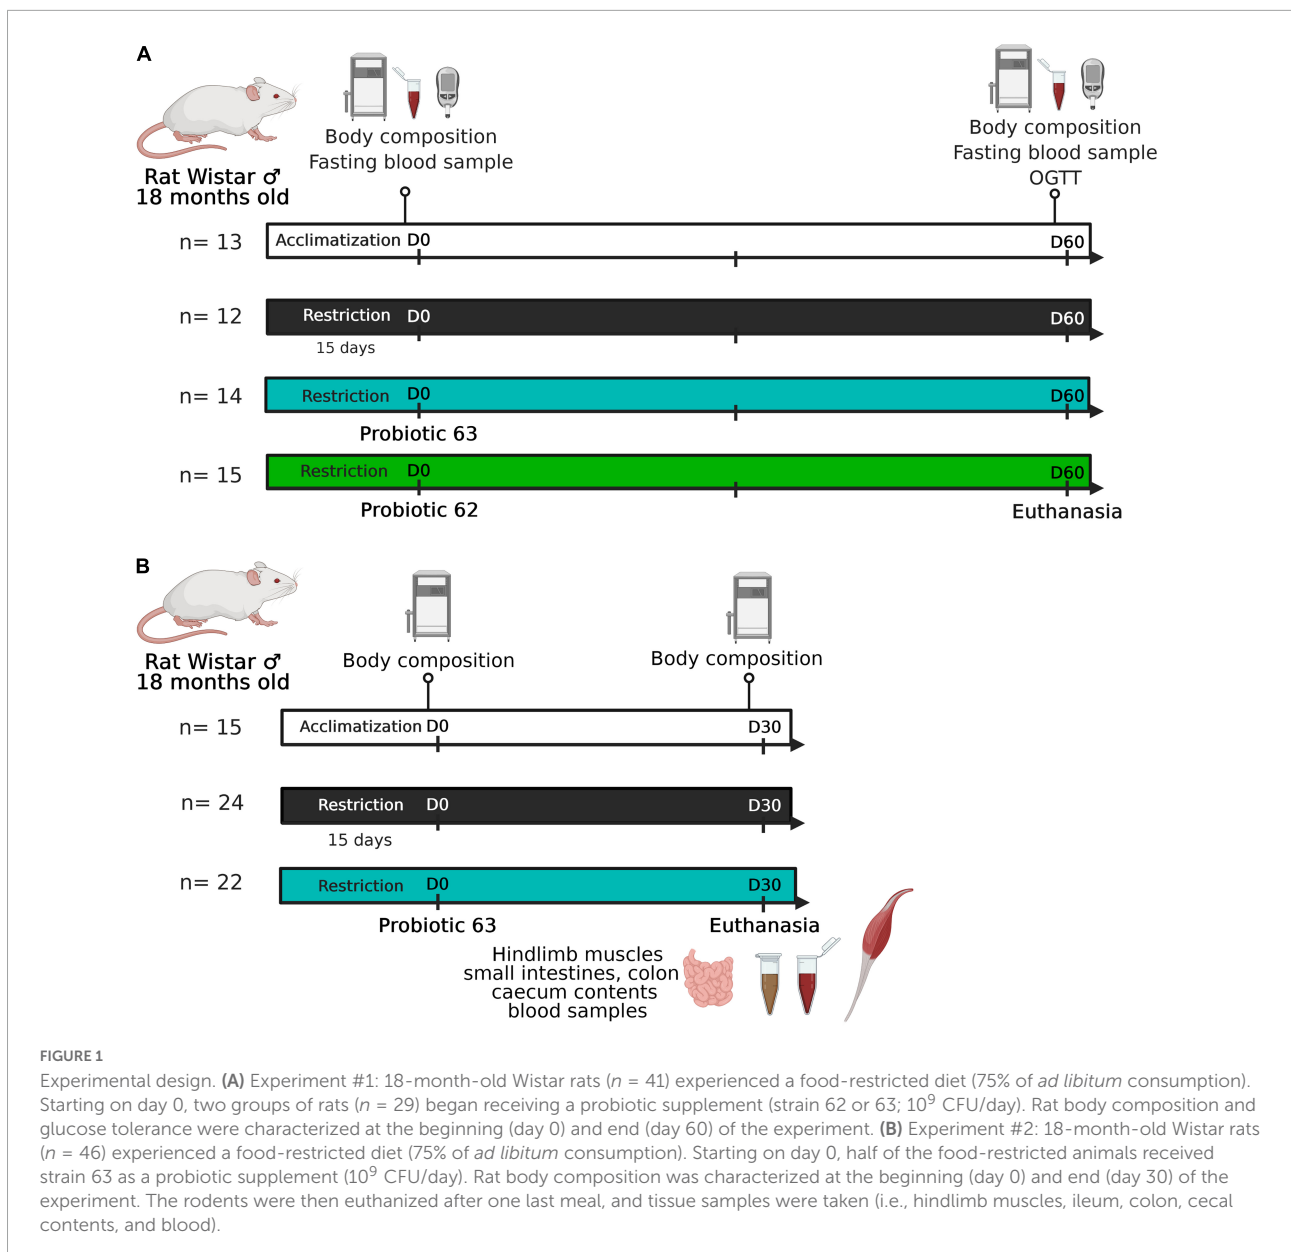 A
Body composition
Fasting blood sample
Body composition
Fasting blood sample
OGTT
Rat Wistar ♂
18 months old
n= 13
Acclimatization D0
D60
n= 12
Restriction D0
D60
15 days
n= 14
Restriction D0
D60
Probiotic 63
n= 15
Restriction D0
D60
Probiotic 62
Euthanasia
B
Rat Wistar ♂
18 months old
Body composition
Body composition
n= 15
Acclimatization D0
D30
n= 24
Restriction D0
D30
15 days
n= 22
Restriction D0
D30
Probiotic 63
Euthanasia
Hindlimb muscles
small intestines, colon
caecum contents
blood samples
FIGURE 1
Experimental design. (A) Experiment #1: 18-month-old Wistar rats (n = 41) experienced a food-restricted diet (75% of ad libitum consumption).
Starting on day 0, two groups of rats (n = 29) began receiving a probiotic supplement (strain 62 or 63; 10⁹ CFU/day). Rat body composition and
glucose tolerance were characterized at the beginning (day 0) and end (day 60) of the experiment. (B) Experiment #2: 18-month-old Wistar rats
(n = 46) experienced a food-restricted diet (75% of ad libitum consumption). Starting on day 0, half of the food-restricted animals received
strain 63 as a probiotic supplement (10⁹ CFU/day). Rat body composition was characterized at the beginning (day 0) and end (day 30) of the
experiment. The rodents were then euthanized after one last meal, and tissue samples were taken (i.e., hindlimb muscles, ileum, colon, cecal
contents, and blood).